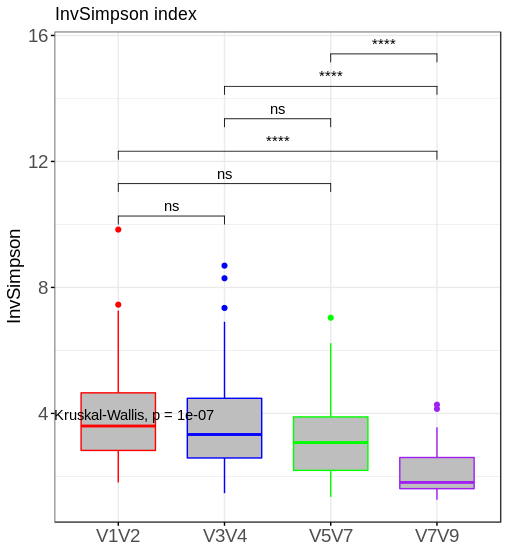 InvSimpson index
16
****
****
ns
****
12
ns
ns
InvSimpson
8
4
Kruskal-Wallis, p = 1e-07
V1V2 V3V4 V5V7 V7V9